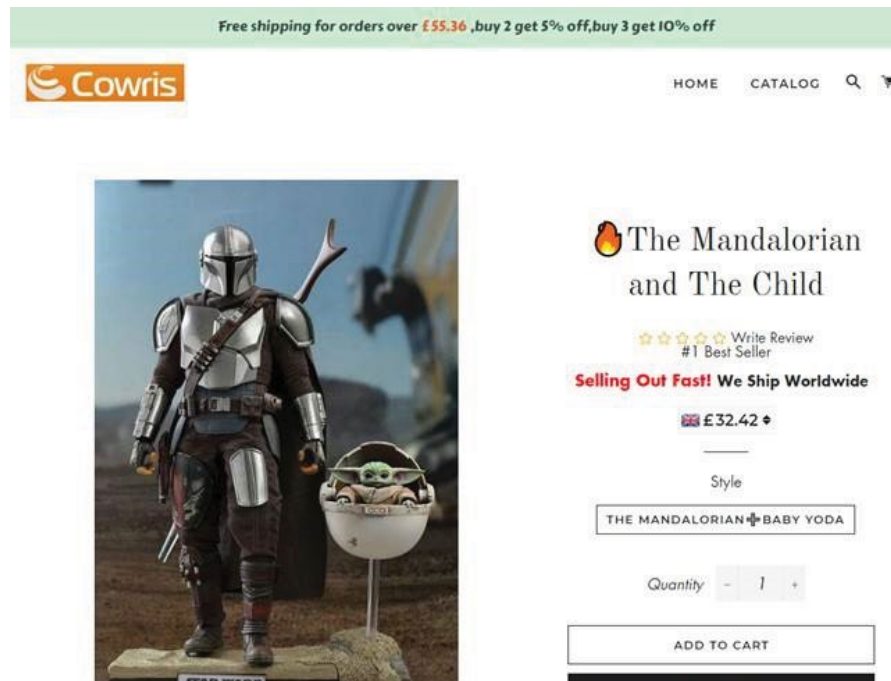 Free shipping for orders over £55.36 ,buy 2 get 5% off,buy 3 get 10% off
Cowris
HOME CATALOG
🔥The Mandalorian
and The Child
Write Review
#1 Best Seller
Selling Out Fast! We Ship Worldwide
£32.42
Style
THE MANDALORIAN✙BABY YODA
Quantity − 1 +
ADD TO CART
STAR WARS